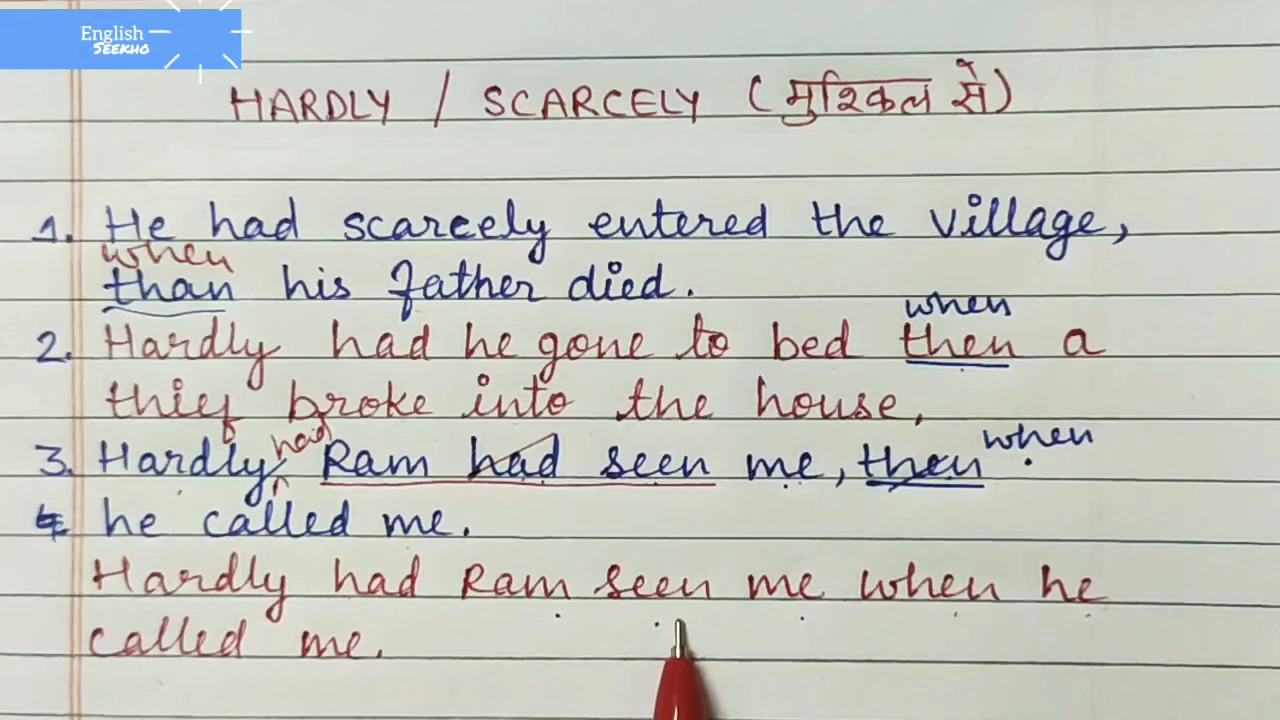 English
SEEKHO
HARDLY / SCARCELY (मुश्किल से)
1. He had scarcely entered the village,
when
than his father died.
when
2. Hardly had he gone to bed then a
thief broke into the house.
had
when
3. Hardly Ram had seen me, then
4 he called me.
Hardly had Ram seen me when he
called me.